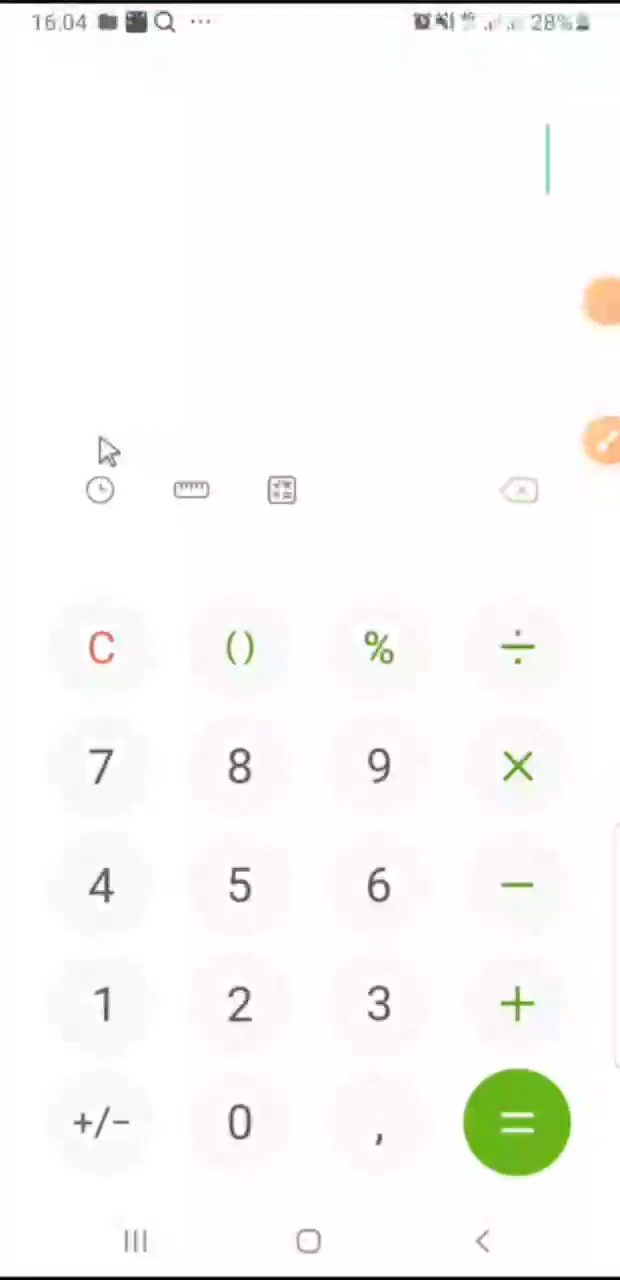 16:04 ... 28%
C () % ÷
7 8 9 ×
4 5 6 −
1 2 3 +
+/− 0 , =